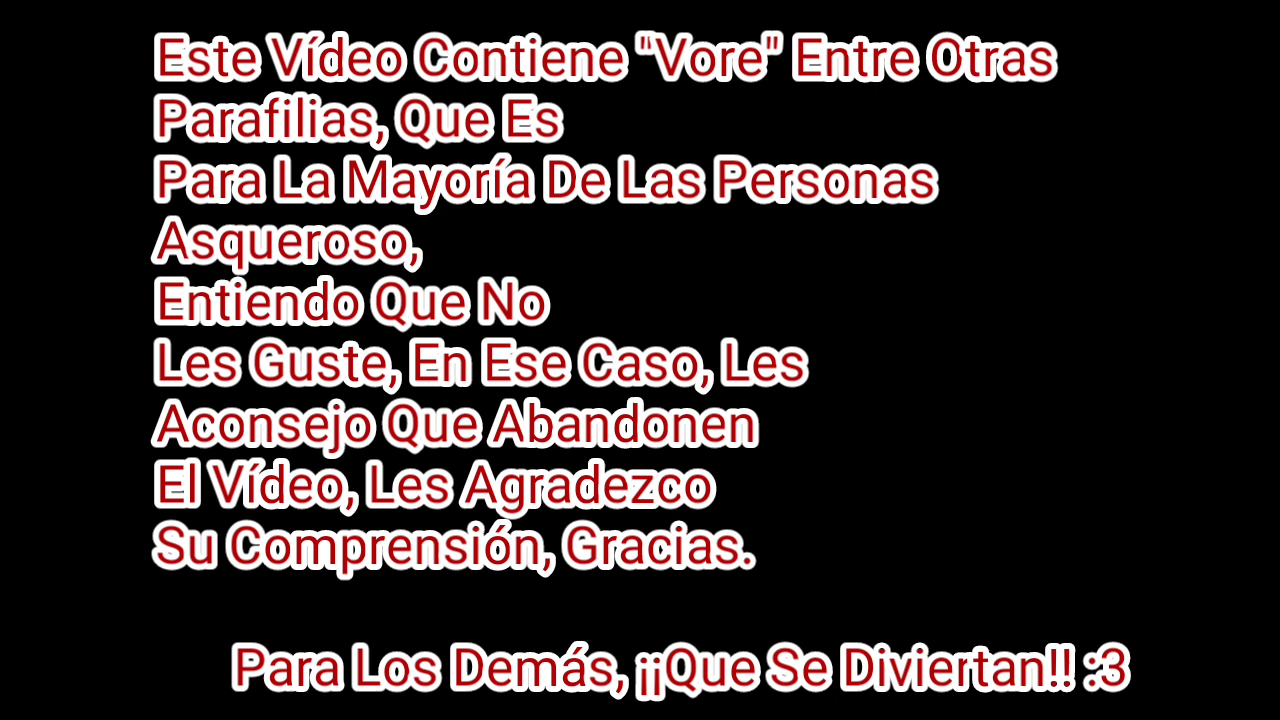 Este Vídeo Contiene "Vore" Entre Otras
Parafilias, Que Es
Para La Mayoría De Las Personas
Asqueroso,
Entiendo Que No
Les Guste, En Ese Caso, Les
Aconsejo Que Abandonen
El Vídeo, Les Agradezco
Su Comprensión, Gracias.
Para Los Demás, ¡¡Que Se Diviertan!! :3